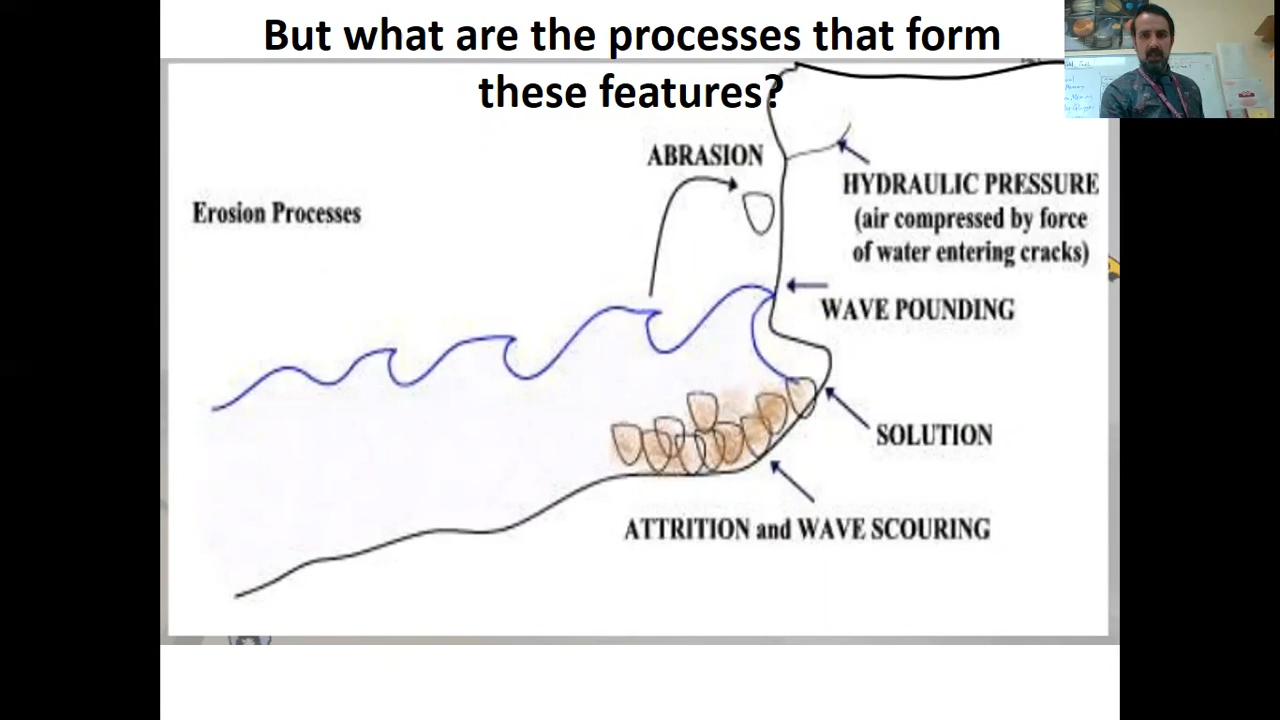 But what are the processes that form
these features?
ABRASION
HYDRAULIC PRESSURE
(air compressed by force
of water entering cracks)
Erosion Processes
WAVE POUNDING
SOLUTION
ATTRITION and WAVE SCOURING